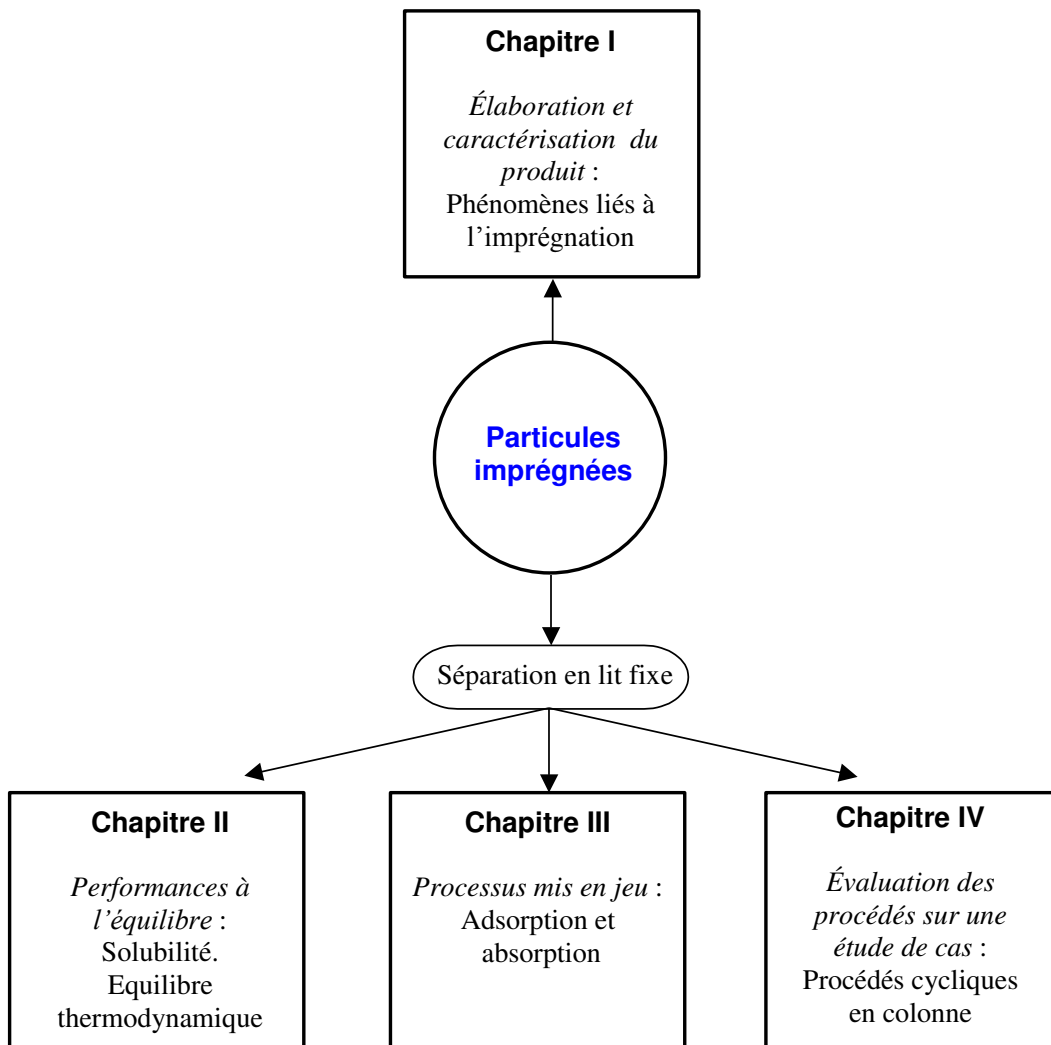 Chapitre I
Élaboration et
caractérisation du
produit :
Phénomènes liés à
l’imprégnation
Particules
imprégnées
Séparation en lit fixe
Chapitre II
Performances à
l’équilibre :
Solubilité.
Equilibre
thermodynamique
Chapitre III
Processus mis en jeu :
Adsorption et
absorption
Chapitre IV
Évaluation des
procédés sur une
étude de cas :
Procédés cycliques
en colonne